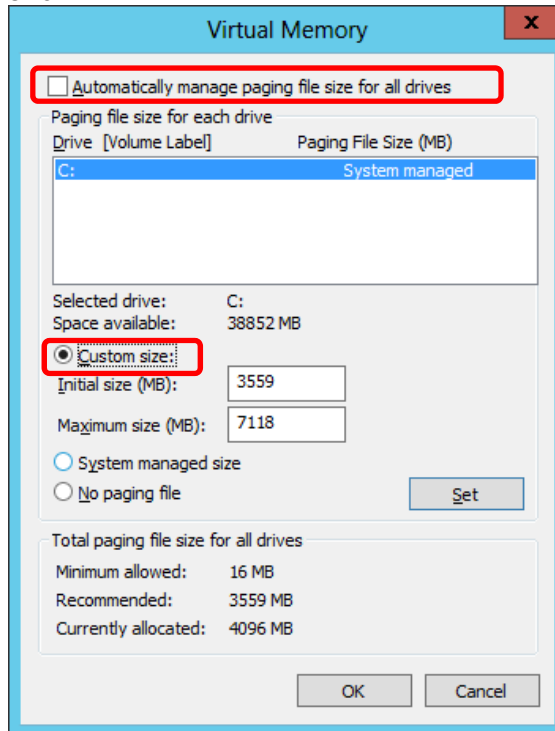 Virtual Memory
x
Automatically manage paging file size for all drives
Paging file size for each drive
Drive [Volume Label] Paging File Size (MB)
C: System managed
Selected drive: C:
Space available: 38852 MB
Custom size:
Initial size (MB): 3559
Maximum size (MB): 7118
System managed size
No paging file Set
Total paging file size for all drives
Minimum allowed: 16 MB
Recommended: 3559 MB
Currently allocated: 4096 MB
OK Cancel